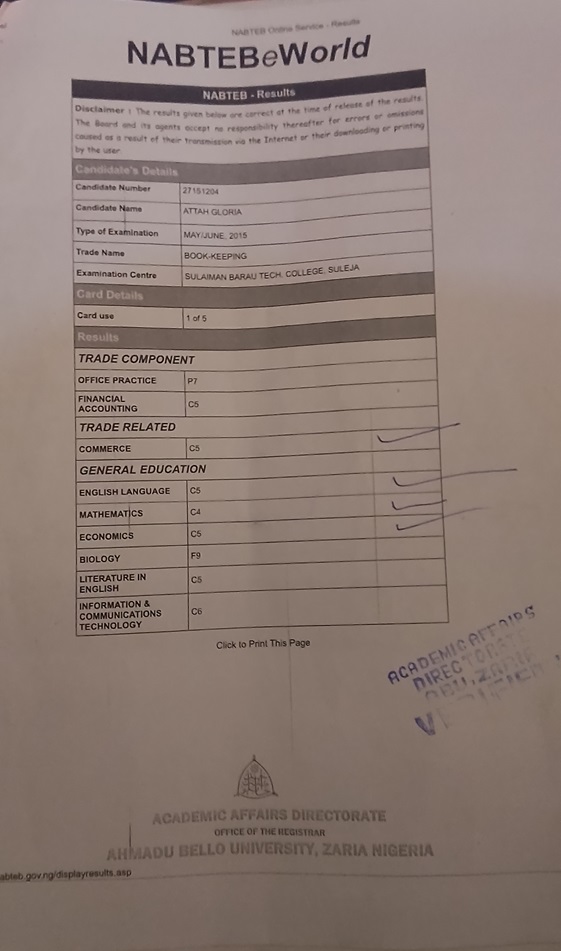 NABTEB Online Service - Results
NABTEBeWorld
NABTEB - Results
Disclaimer : The results given below are correct at the time of release of the results.
The Board and its agents accept no responsibility thereafter for errors or omissions
caused as a result of their transmission via the Internet or their downloading or printing
by the user.
Candidate's Details
Candidate Number 27151204
Candidate Name ATTAH GLORIA
Type of Examination MAY/JUNE, 2015
Trade Name BOOK-KEEPING
Examination Centre SULAIMAN BARAU TECH. COLLEGE, SULEJA
Card Details
Card use 1 of 5
Results
TRADE COMPONENT
OFFICE PRACTICE P7
FINANCIAL
ACCOUNTING C5
TRADE RELATED
COMMERCE C5
GENERAL EDUCATION
ENGLISH LANGUAGE C5
MATHEMATICS C4
ECONOMICS C5
BIOLOGY F9
LITERATURE IN
ENGLISH C5
INFORMATION &
COMMUNICATIONS
TECHNOLOGY C6
Click to Print This Page
ACADEMIC AFFAIRS
DIRECTORATE
ABU, ZARIA
ACADEMIC AFFAIRS DIRECTORATE
OFFICE OF THE REGISTRAR
AHMADU BELLO UNIVERSITY, ZARIA NIGERIA
abteb.gov.ng/displayresults.asp